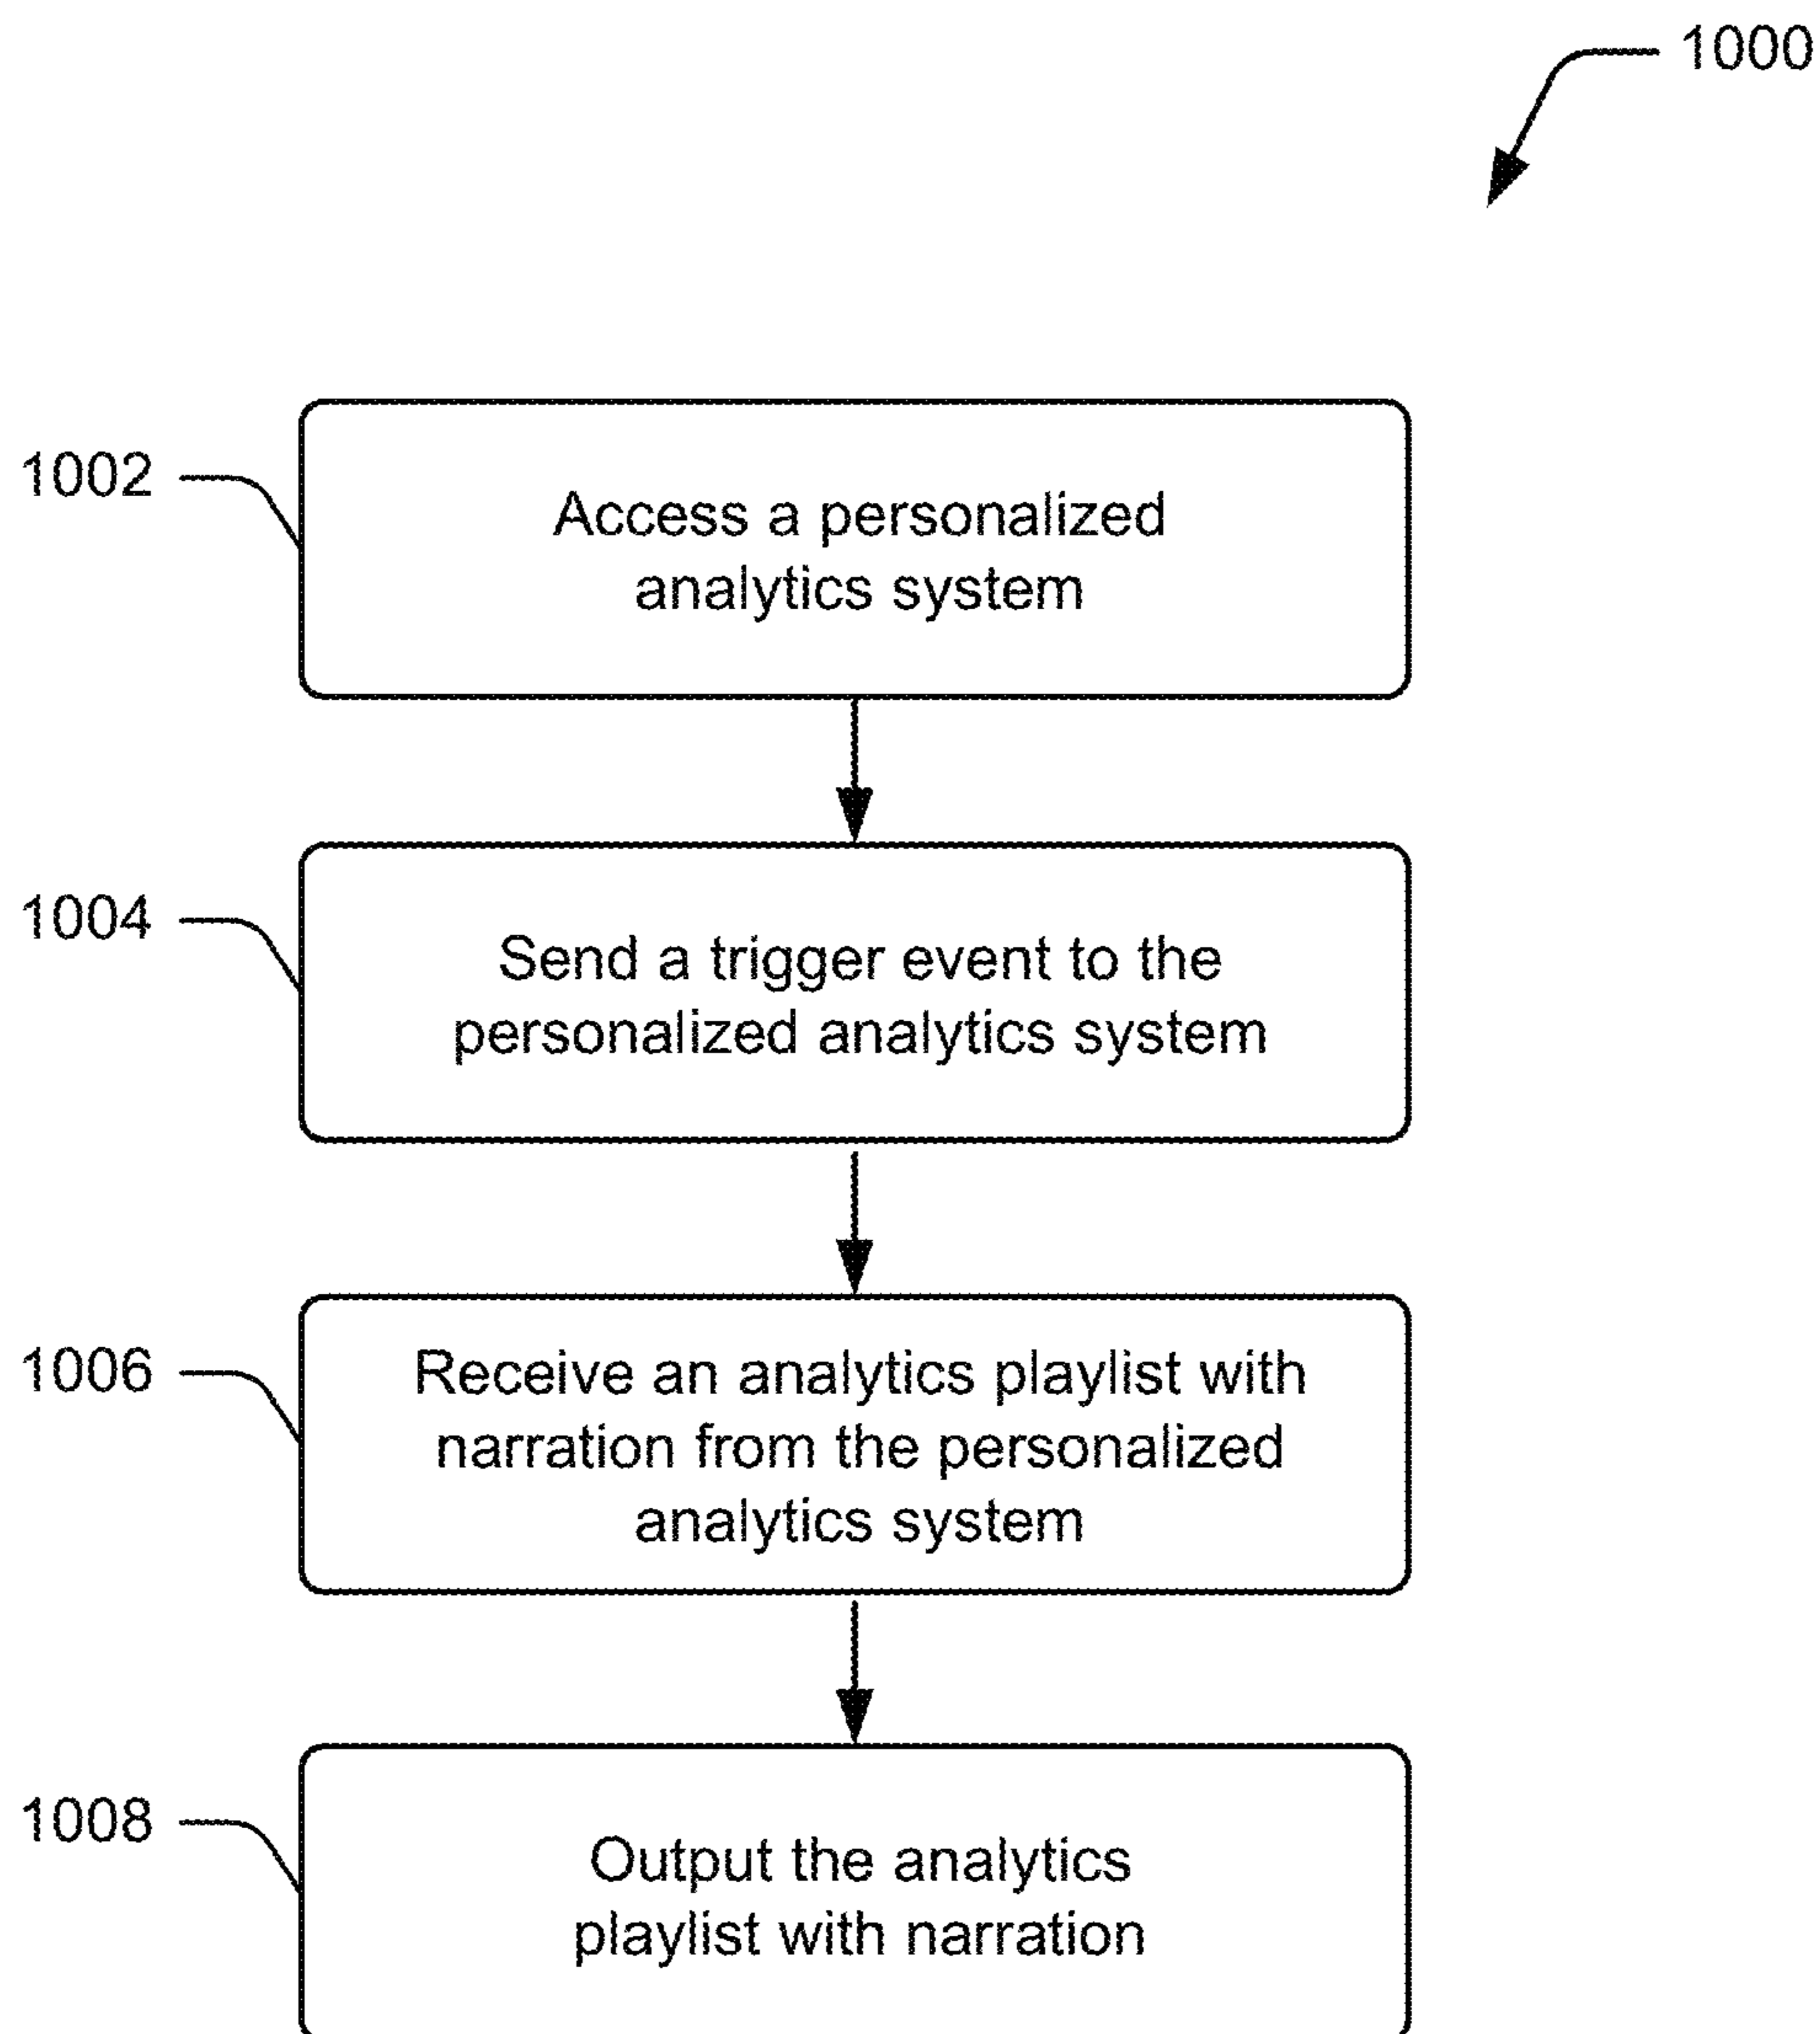 1000
1002
Access a personalized
analytics system
1004
Send a trigger event to the
personalized analytics system
1006
Receive an analytics playlist with
narration from the personalized
analytics system
1008
Output the analytics
playlist with narration